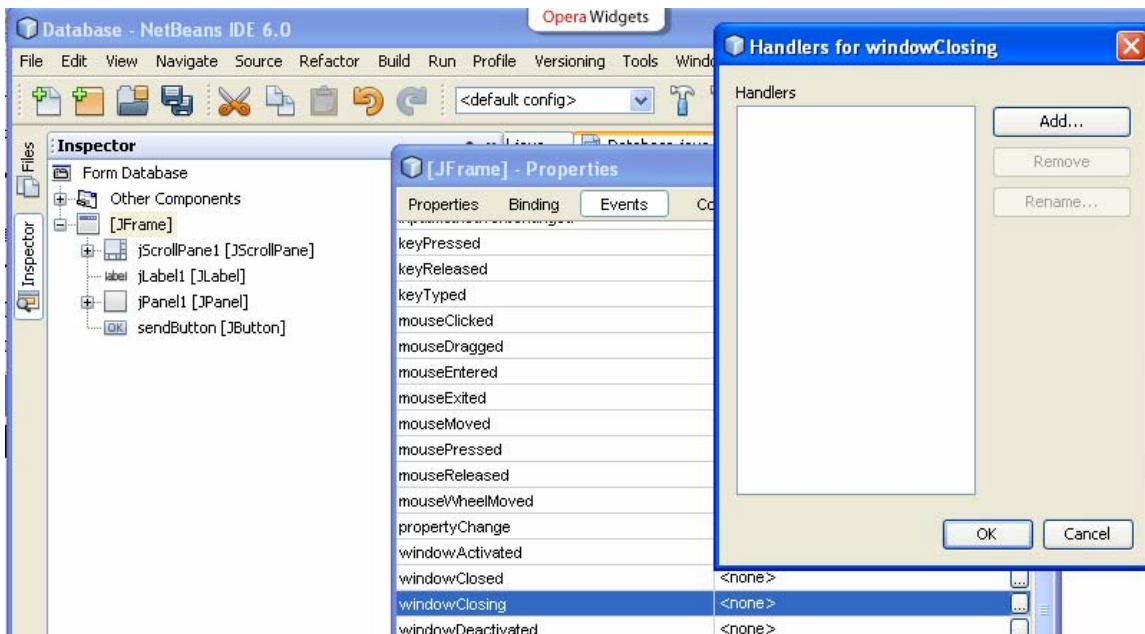 Opera Widgets
Database - NetBeans IDE 6.0
File Edit View Navigate Source Refactor Build Run Profile Versioning Tools
<default config>
Files
Inspector
Inspector
Form Database
Other Components
[JFrame]
jScrollPane1 [JScrollPane]
label jLabel1 [JLabel]
jPanel1 [JPanel]
OK sendButton [JButton]
[JFrame] - Properties
Properties Binding Events
keyPressed
keyReleased
keyTyped
mouseClicked
mouseDragged
mouseEntered
mouseExited
mouseMoved
mousePressed
mouseReleased
mouseWheelMoved
propertyChange
windowActivated
windowClosed <none> ...
windowClosing <none> ...
windowDeactivated <none>
Handlers for windowClosing
Handlers
Add...
Remove
Rename...
OK Cancel